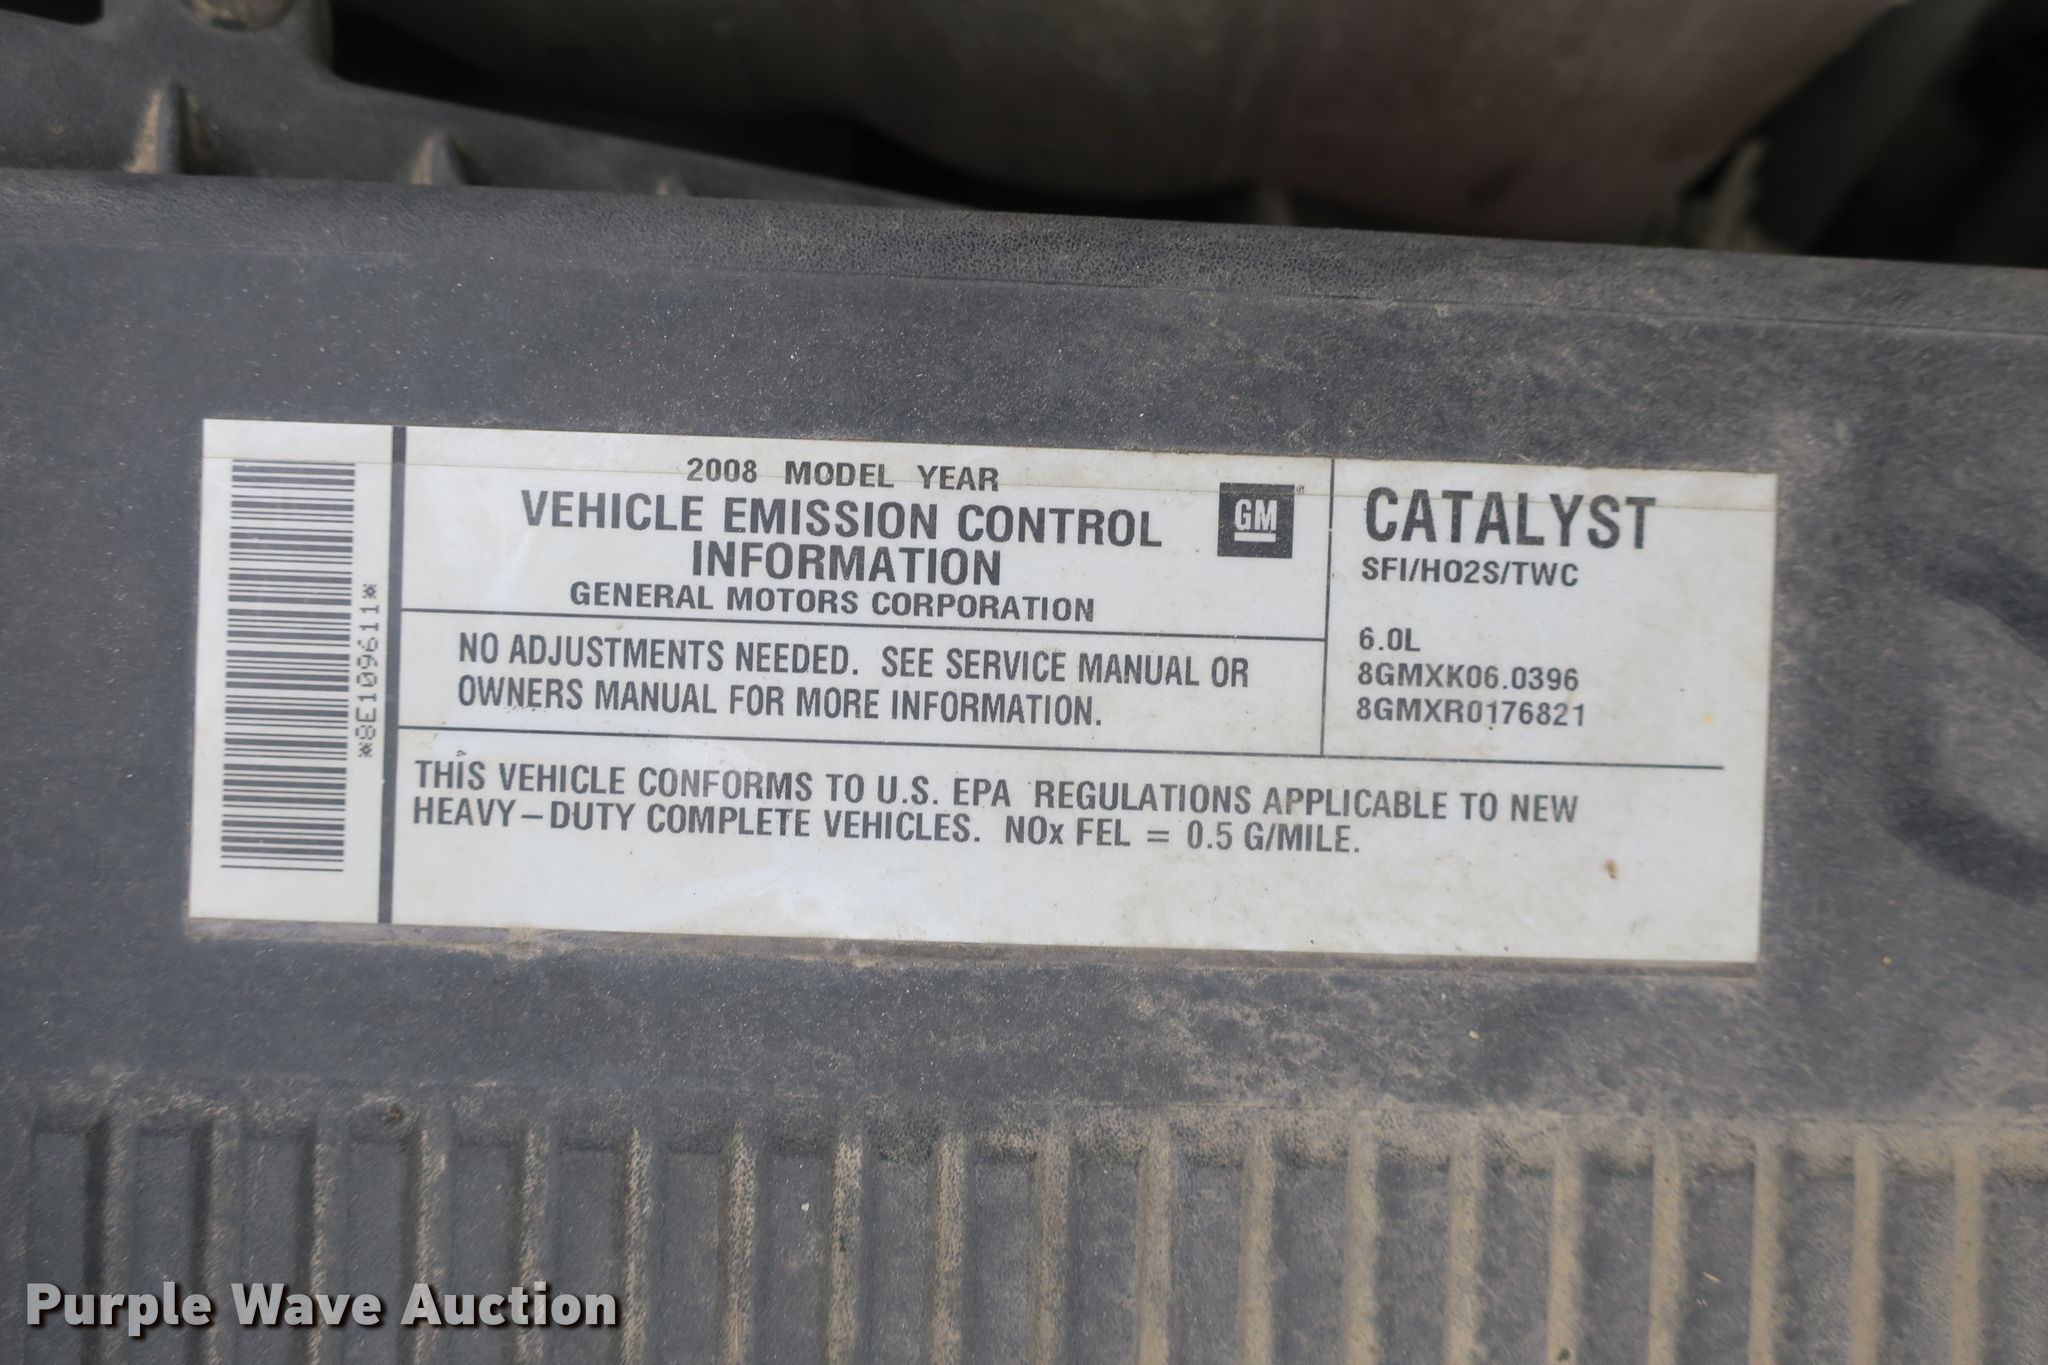 *8E109611*
2008 MODEL YEAR
VEHICLE EMISSION CONTROL
INFORMATION
GENERAL MOTORS CORPORATION
GM
NO ADJUSTMENTS NEEDED. SEE SERVICE MANUAL OR
OWNERS MANUAL FOR MORE INFORMATION.
CATALYST
SFI/HO2S/TWC
6.0L
8GMXK06.0396
8GMXR0176821
THIS VEHICLE CONFORMS TO U.S. EPA REGULATIONS APPLICABLE TO NEW
HEAVY-DUTY COMPLETE VEHICLES. NOx FEL = 0.5 G/MILE.
Purple Wave Auction